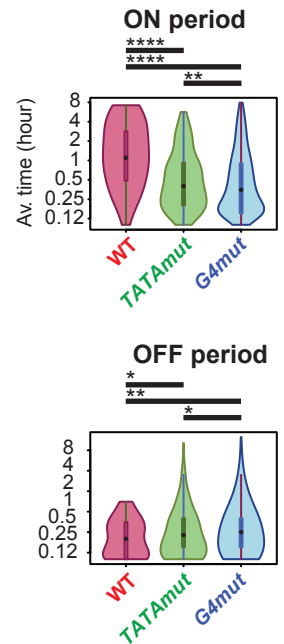 ON period
****
****
**
Av. time (hour)
8
4
2
1
0.5
0.25
0.12
WT
TATAmut
G4mut
OFF period
*
**
*
8
4
2
1
0.5
0.25
0.12
WT
TATAmut
G4mut